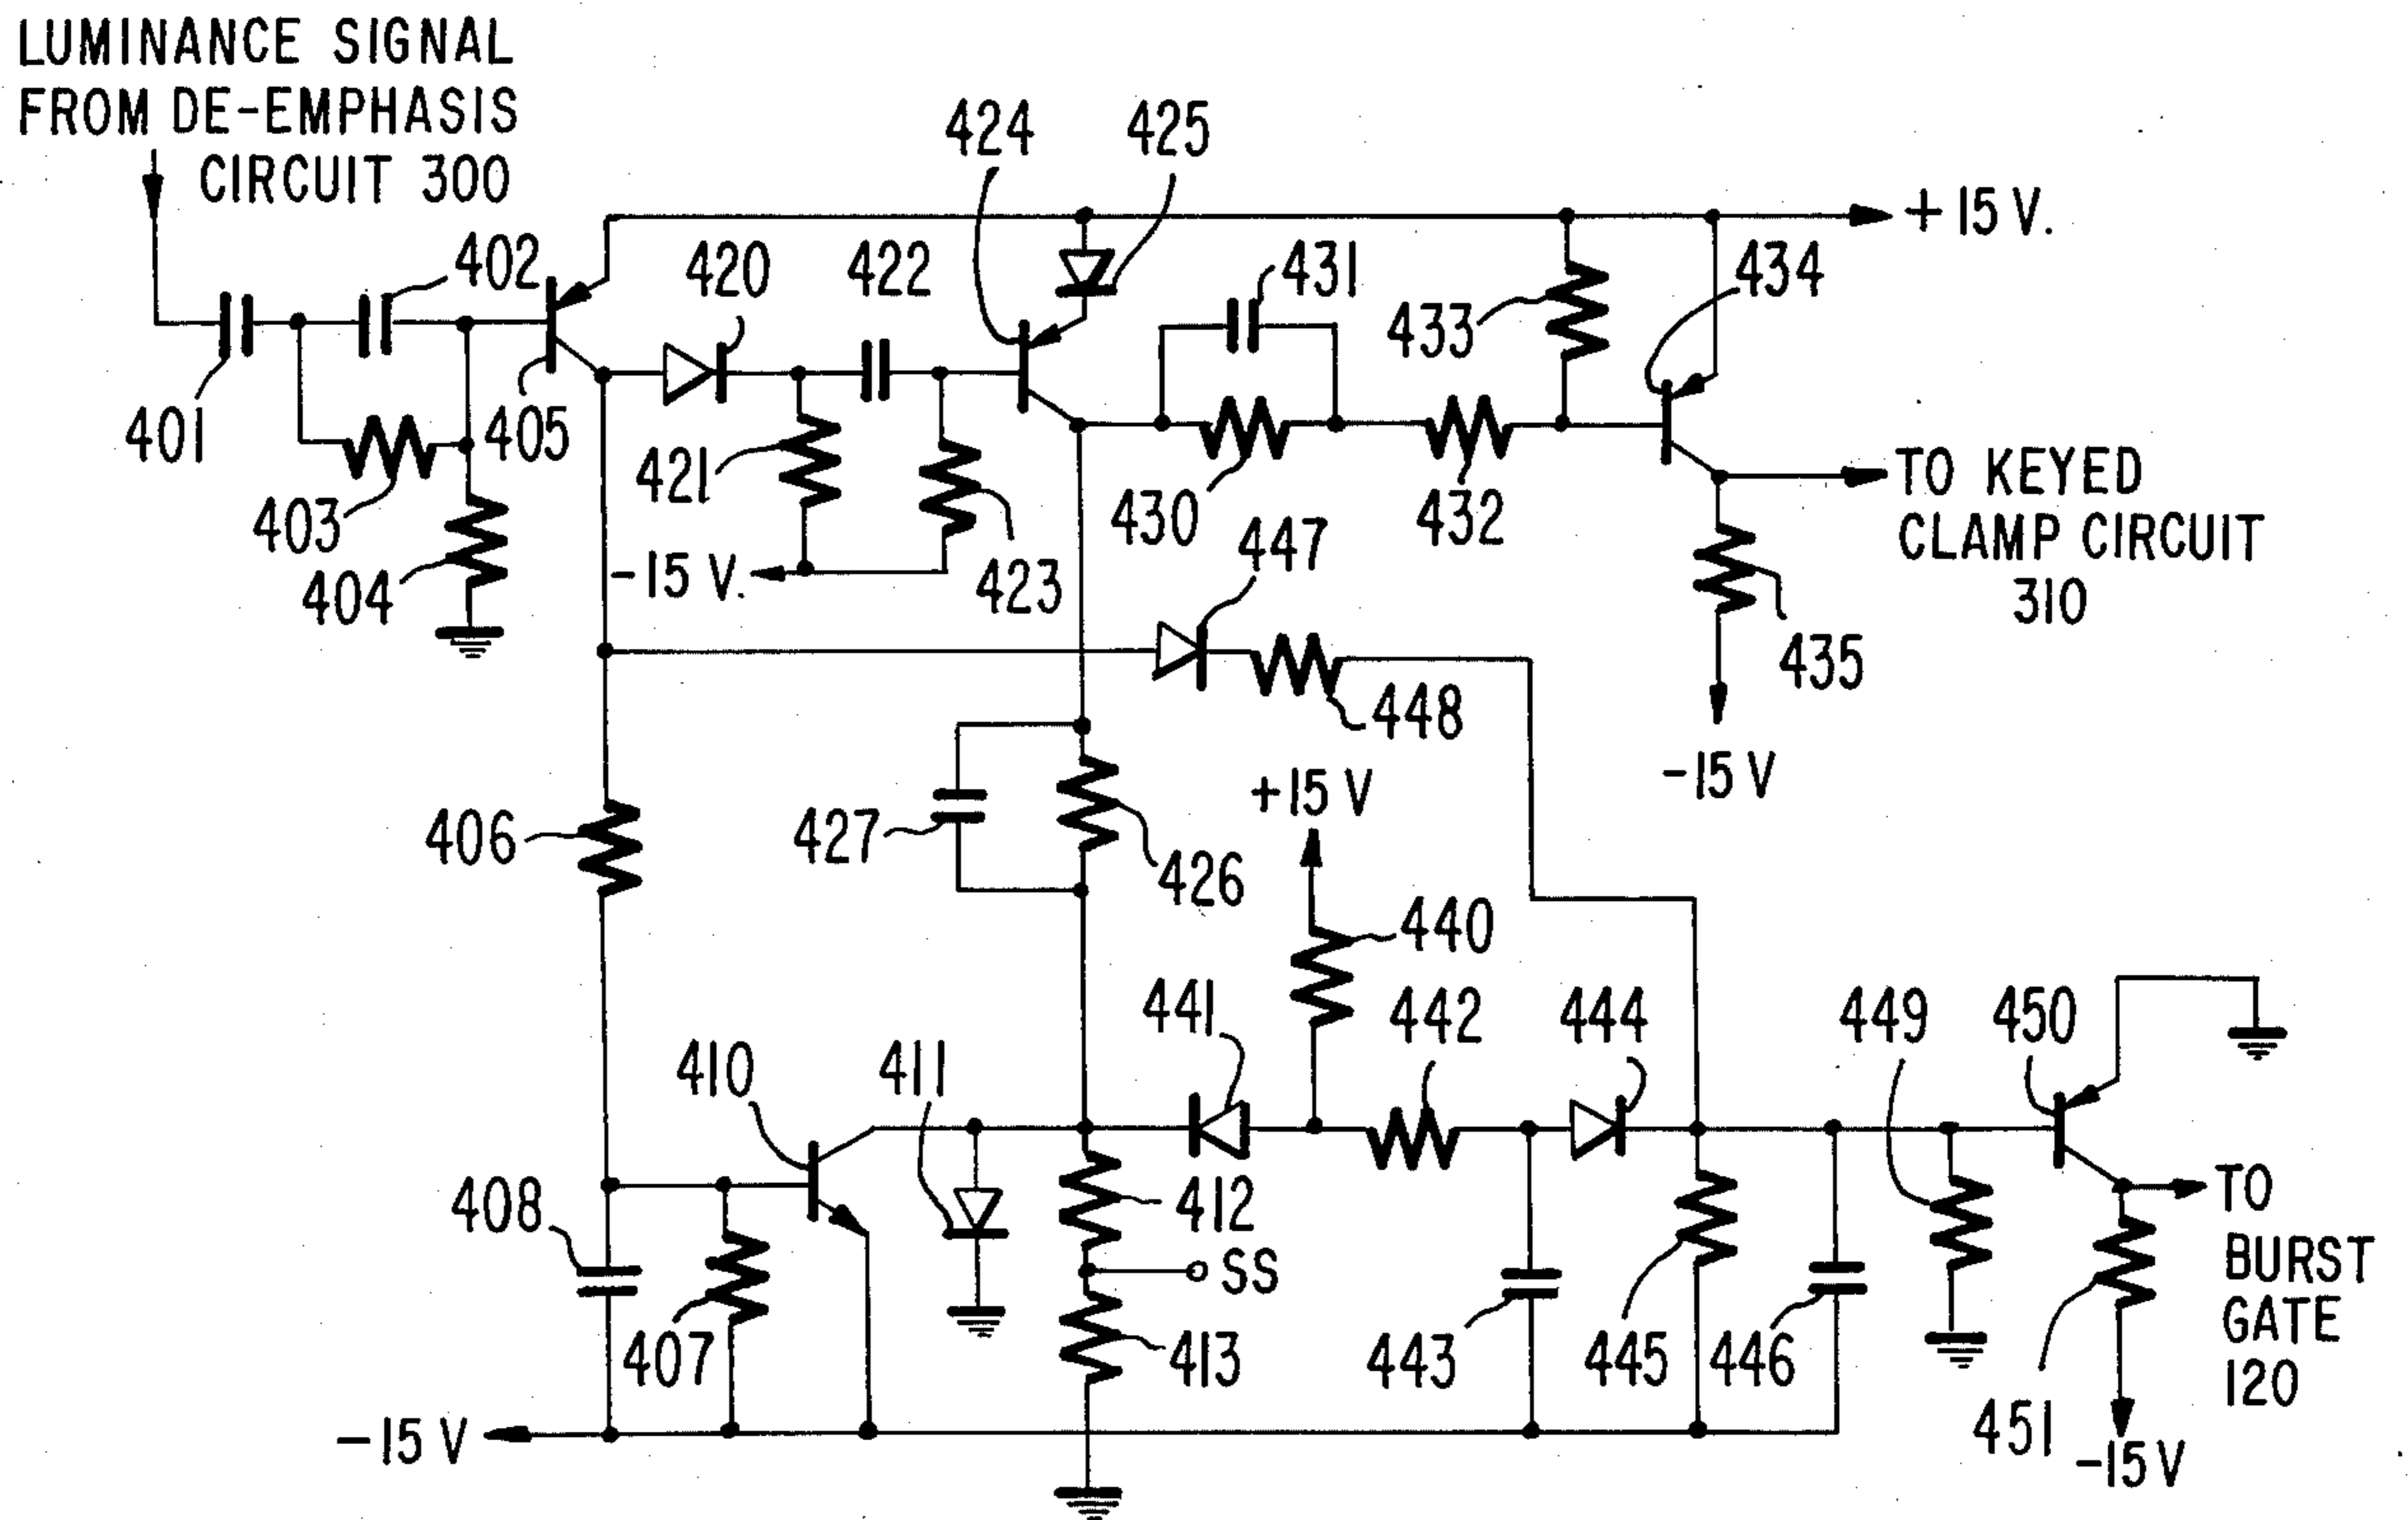 LUMINANCE SIGNAL
FROM DE-EMPHASIS
CIRCUIT 300
424
425
+15 V.
402
420
422
431
433
434
401
405
421
430
432
TO KEYED
CLAMP CIRCUIT
310
403
404
-15 V.
423
447
435
448
-15 V
+15 V
406
427
426
440
441
442
444
449
450
410
411
408
412
SS
TO
BURST
GATE
120
407
413
443
445
446
451
-15 V
-15 V